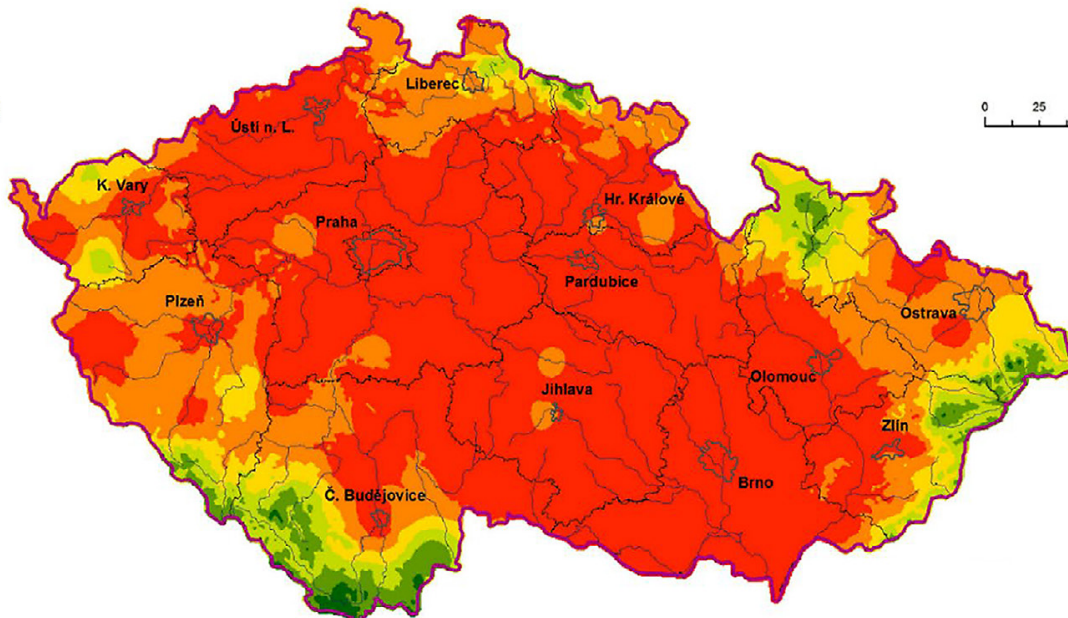 Liberec
0 25
Ústí n. L.
K. Vary
Hr. Králové
Praha
Pardubice
Plzeň
Ostrava
Olomouc
Jihlava
Zlín
Brno
Č. Budějovice